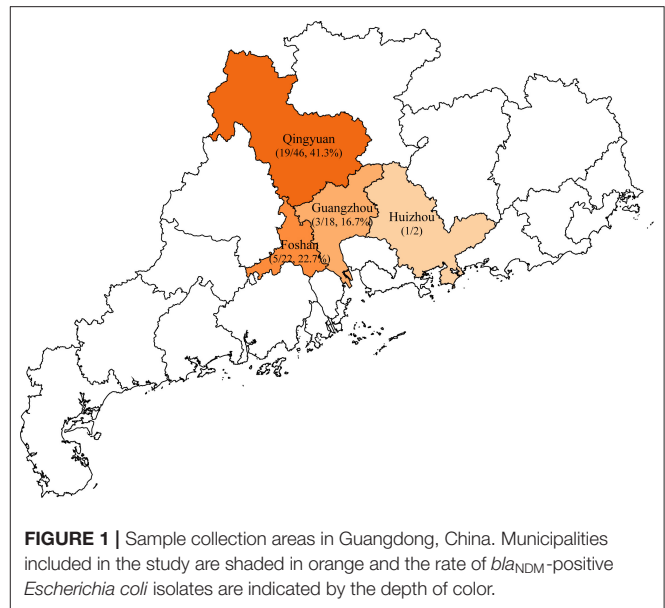 Qingyuan
(19/46, 41.3%)
Guangzhou
(3/18, 16.7%)
Huizhou
(1/2)
Foshan
(5/22, 22.7%)
FIGURE 1 | Sample collection areas in Guangdong, China. Municipalities
included in the study are shaded in orange and the rate of blaNDM-positive
Escherichia coli isolates are indicated by the depth of color.